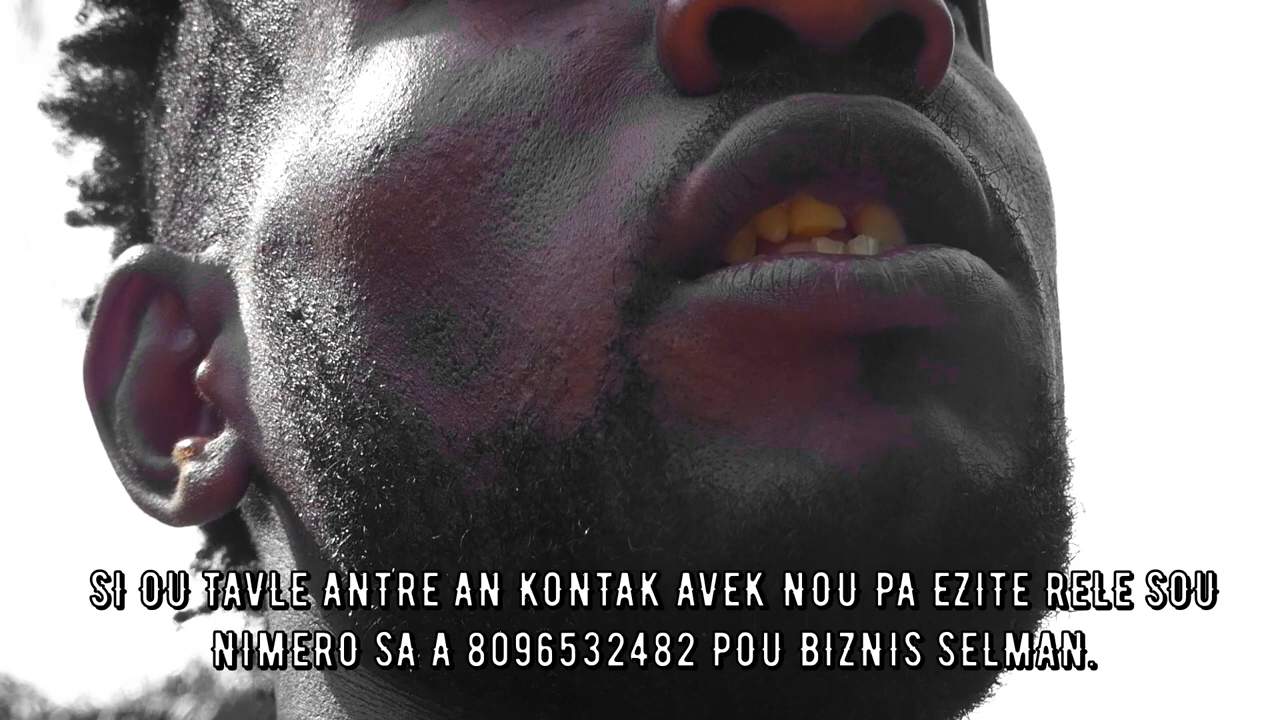 SI OU TAVLE ANTRE AN KONTAK AVEK NOU PA EZITE RELE SOU
NIMERO SA A 8096532482 POU BIZNIS SELMAN.